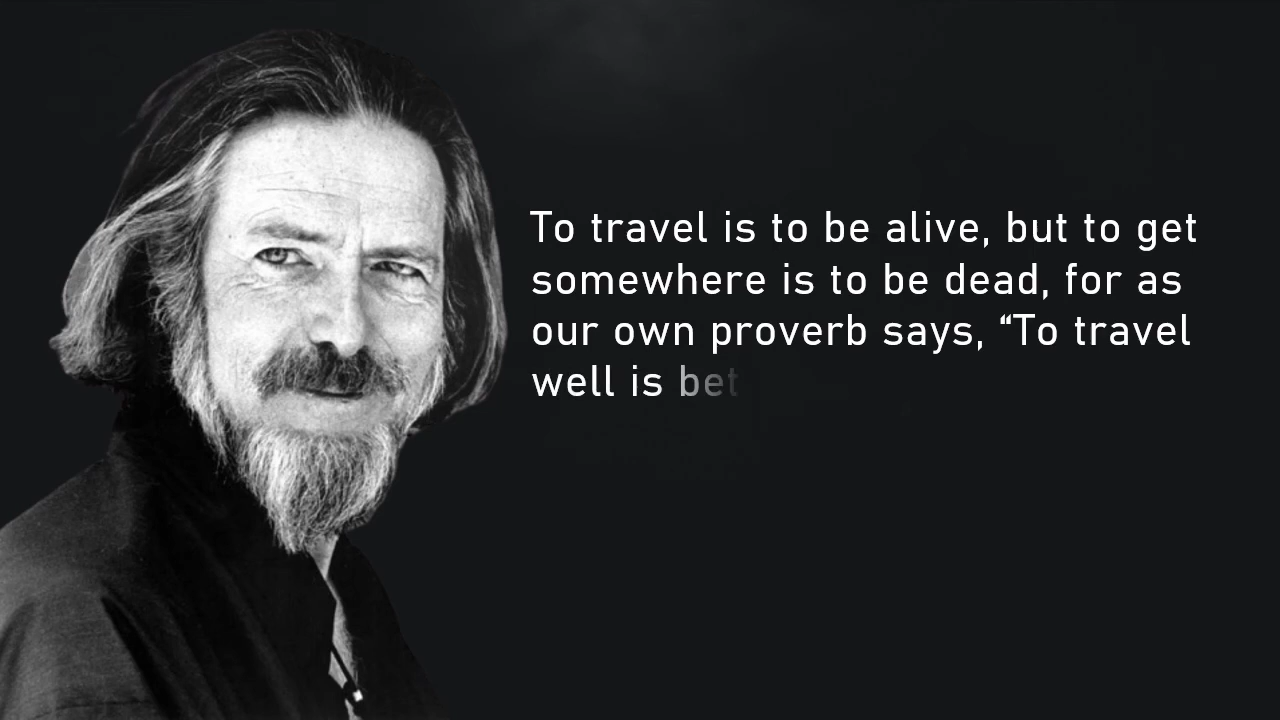 To travel is to be alive, but to get
somewhere is to be dead, for as
our own proverb says, “To travel
well is bet